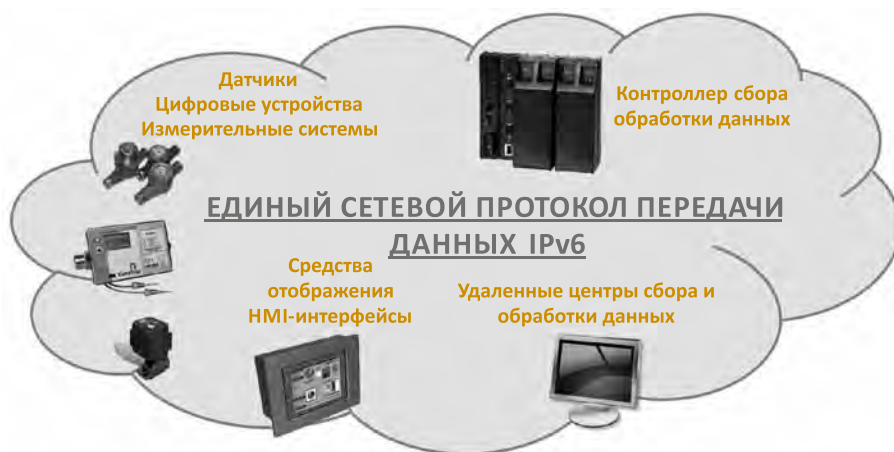 Датчики
Цифровые устройства
Измерительные системы
Контроллер сбора
обработки данных
ЕДИНЫЙ СЕТЕВОЙ ПРОТОКОЛ ПЕРЕДАЧИ
ДАННЫХ IPv6
Средства
отображения
HMI-интерфейсы
Удаленные центры сбора и
обработки данных